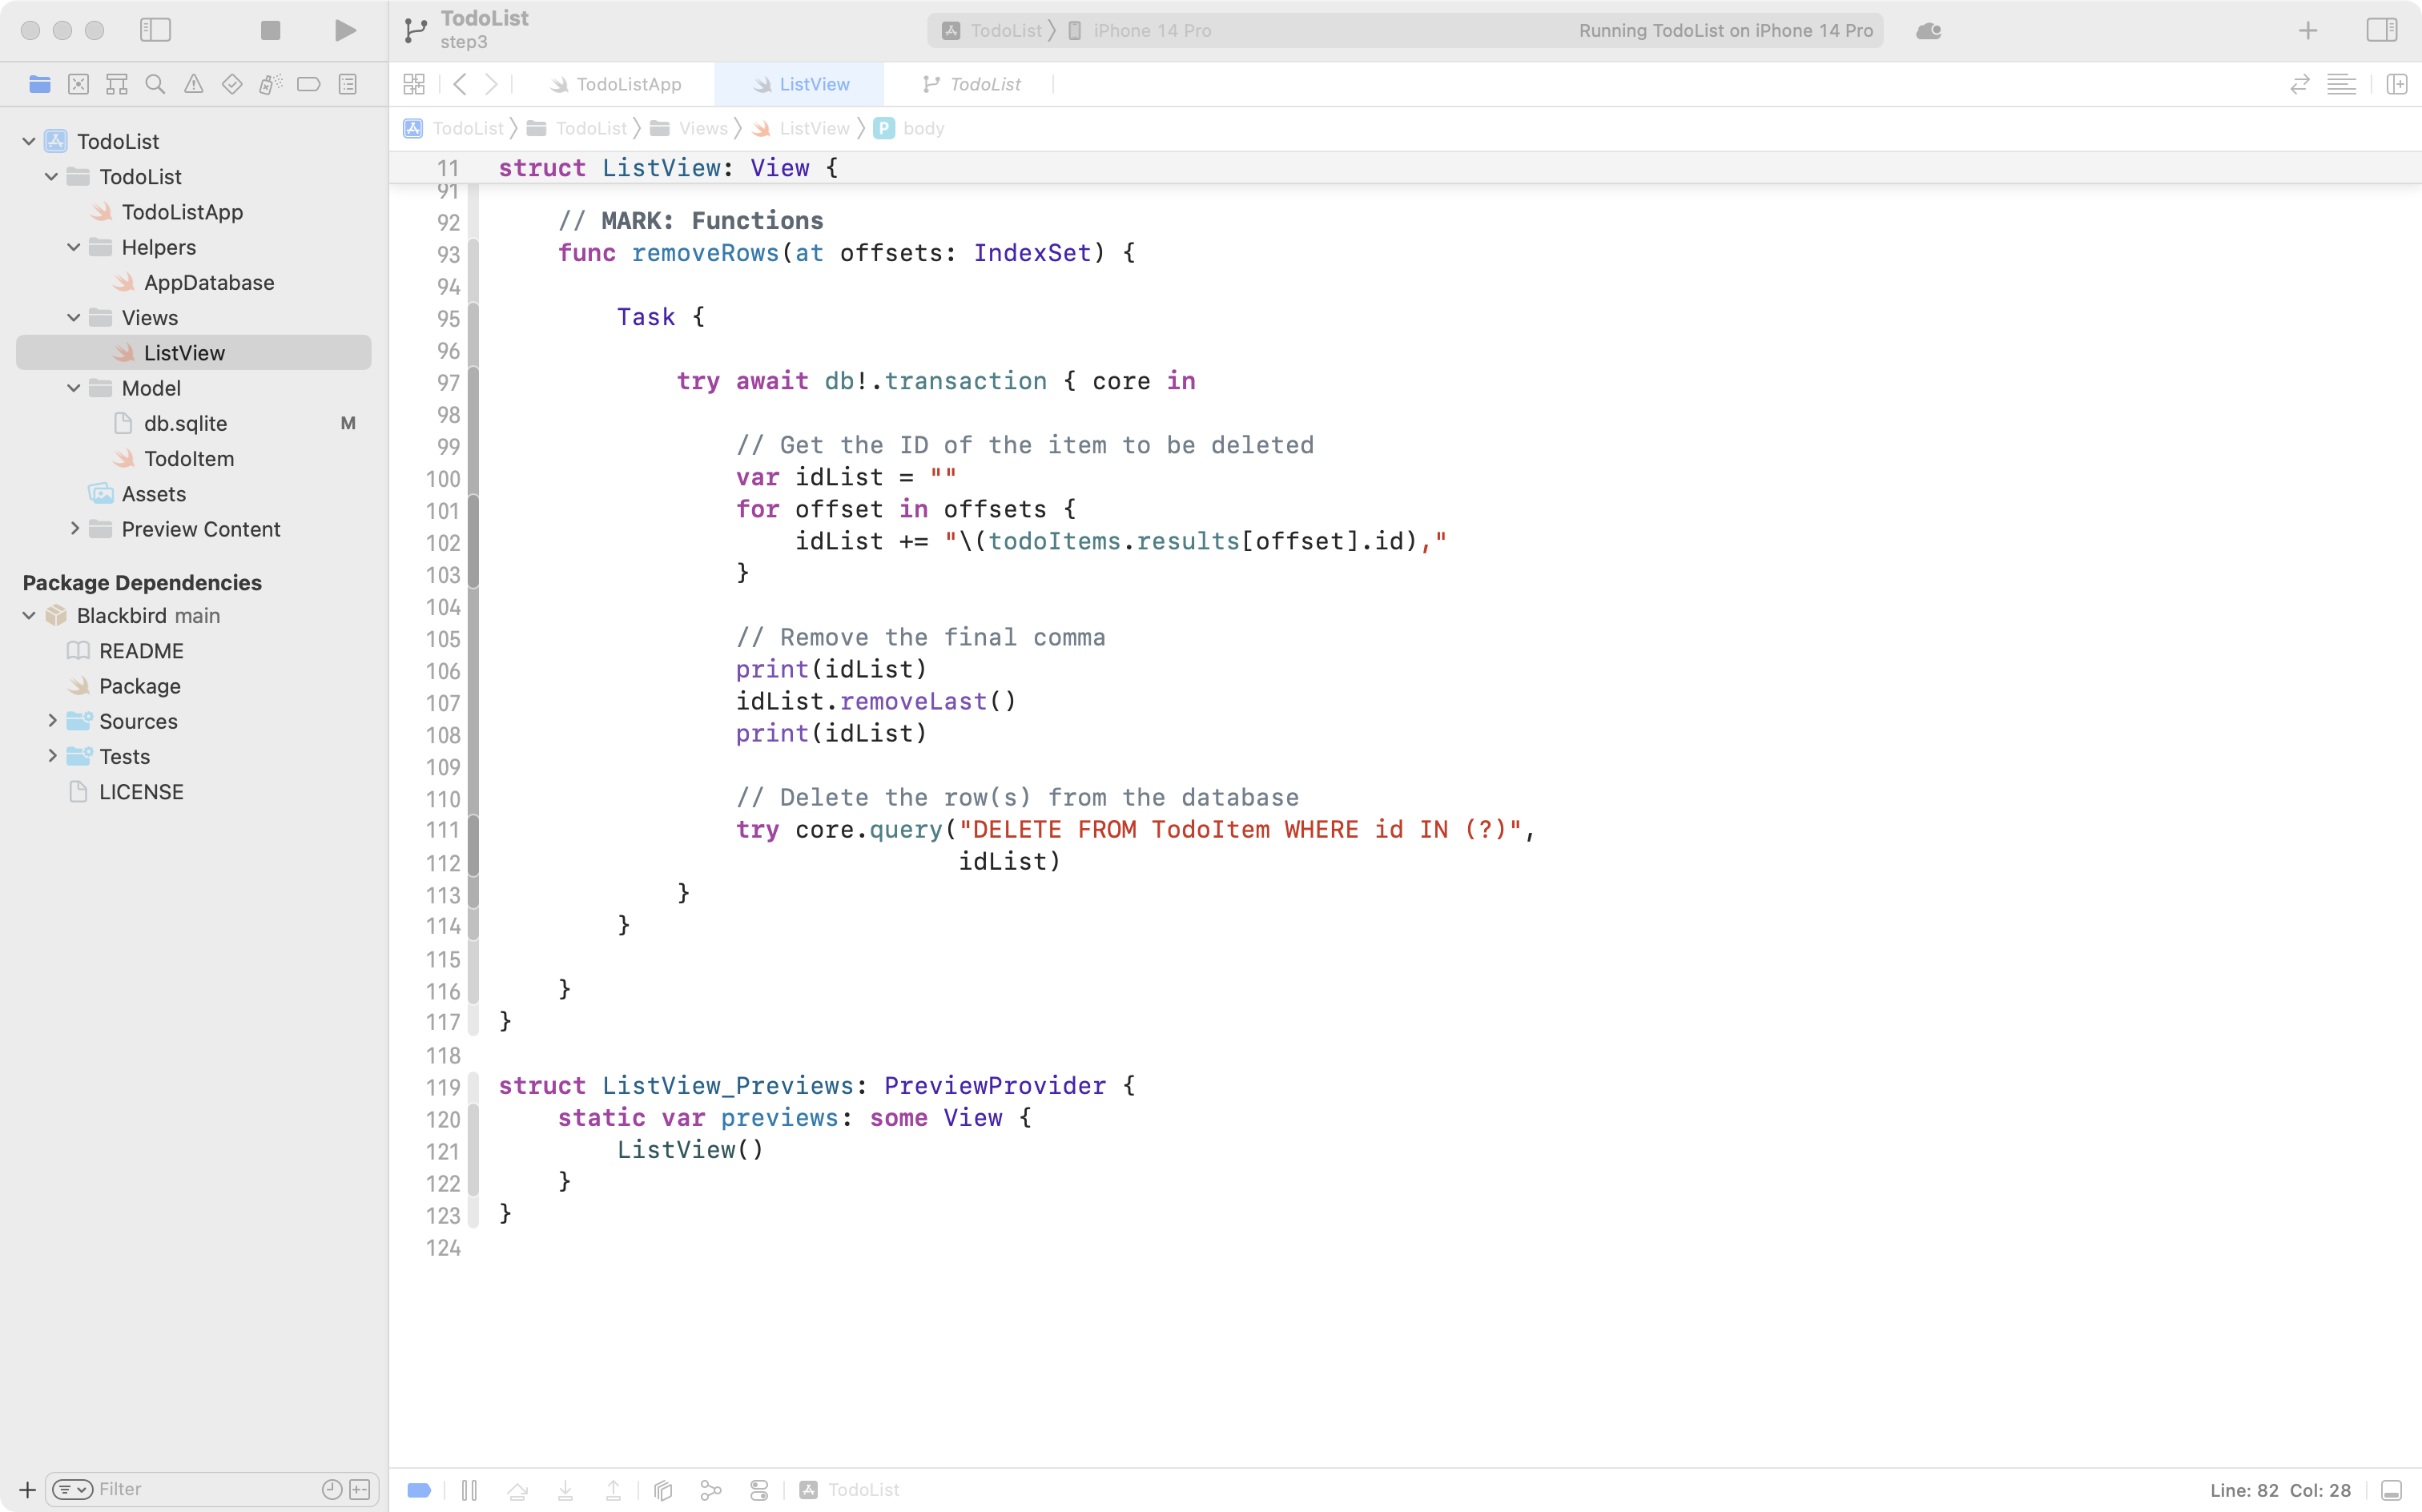 TodoList
step3
TodoList
iPhone 14 Pro
Running TodoList on iPhone 14 Pro
TodoListApp
ListView
TodoList
TodoList
TodoList
Views
ListView
P
body
TodoList
TodoList
TodoListApp
Helpers
AppDatabase
Views
ListView
Model
db.sqlite
M
TodoItem
Assets
Preview Content
Package Dependencies
Blackbird main
README
Package
Sources
Tests
LICENSE
Filter
11 struct ListView: View {
91
92 // MARK: Functions
93 func removeRows(at offsets: IndexSet) {
94
95 Task {
96
97 try await db!.transaction { core in
98
99 // Get the ID of the item to be deleted
100 var idList = ""
101 for offset in offsets {
102 idList += "\(todoItems.results[offset].id),"
103 }
104
105 // Remove the final comma
106 print(idList)
107 idList.removeLast()
108 print(idList)
109
110 // Delete the row(s) from the database
111 try core.query("DELETE FROM TodoItem WHERE id IN (?)",
112 idList)
113 }
114 }
115
116 }
117 }
118
119 struct ListView_Previews: PreviewProvider {
120 static var previews: some View {
121 ListView()
122 }
123 }
124
TodoList
Line: 82 Col: 28